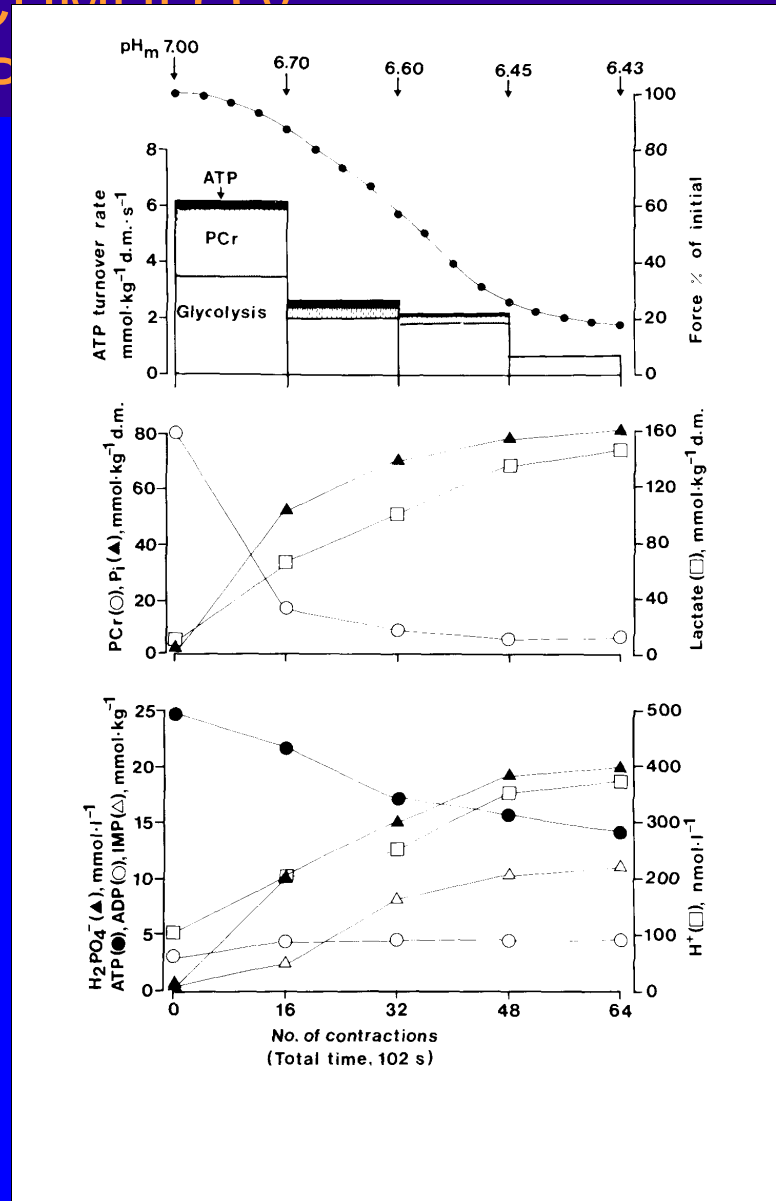 pHm 7.00
6.70
6.60
6.45
6.43
100
80
60
40
20
0
8
6
4
2
0
ATP
PCr
Glycolysis
ATP turnover rate
mmol·kg⁻¹ d.m.·s⁻¹
Force % of initial
80
60
40
20
0
160
120
80
40
0
PCr (○), Pi (▲), mmol·kg⁻¹ d.m.
Lactate (□), mmol·kg⁻¹ d.m.
25
20
15
10
5
0
500
400
300
200
100
0
H₂PO₄⁻ (▲), mmol·l⁻¹
ATP (●), ADP (○), IMP (△), mmol·kg⁻¹
H⁺ (□), nmol·l⁻¹
0 16 32 48 64
No. of contractions
(Total time, 102 s)